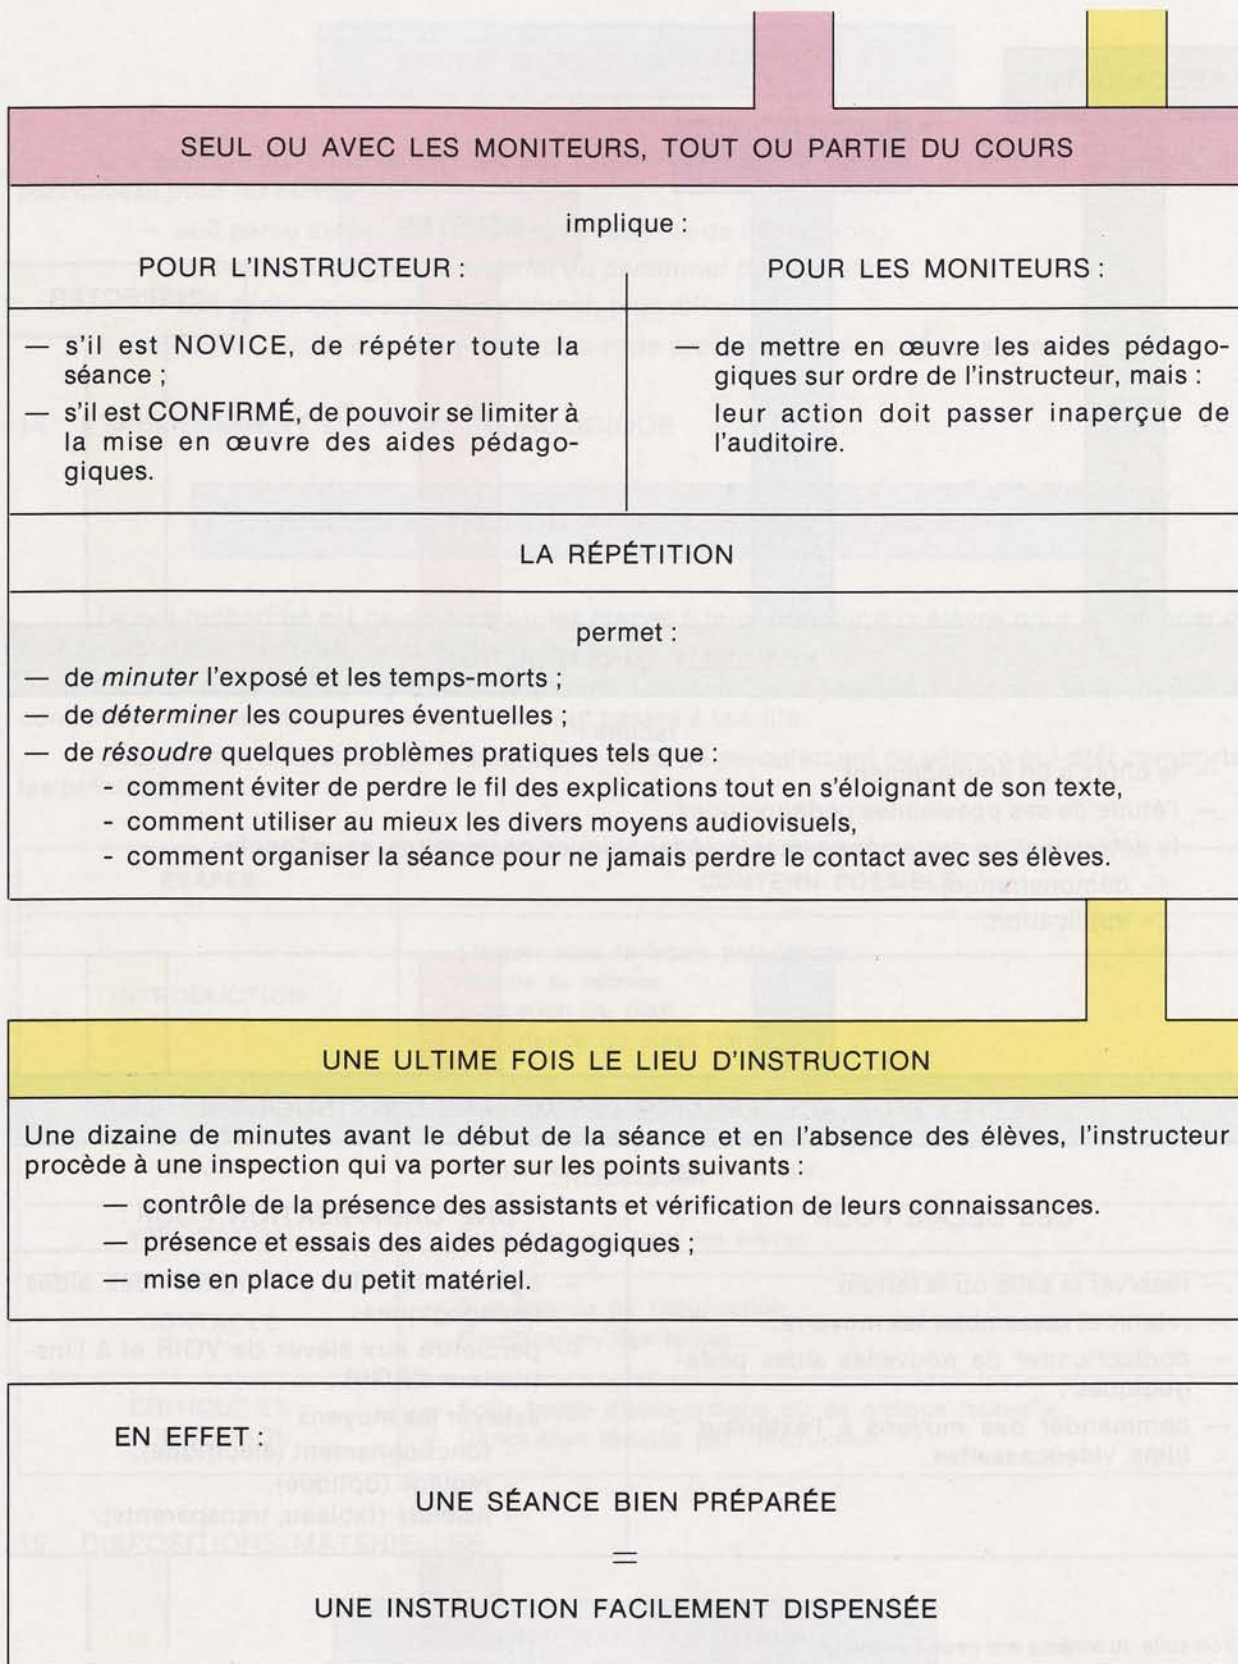 SEUL OU AVEC LES MONITEURS, TOUT OU PARTIE DU COURS
implique :
POUR L'INSTRUCTEUR :
— s'il est NOVICE, de répéter toute la
séance ;
— s'il est CONFIRMÉ, de pouvoir se limiter à
la mise en œuvre des aides pédago-
giques.
POUR LES MONITEURS :
— de mettre en œuvre les aides pédago-
giques sur ordre de l'instructeur, mais :
leur action doit passer inaperçue de
l'auditoire.
LA RÉPÉTITION
permet :
— de minuter l'exposé et les temps-morts ;
— de déterminer les coupures éventuelles ;
— de résoudre quelques problèmes pratiques tels que :
- comment éviter de perdre le fil des explications tout en s'éloignant de son texte,
- comment utiliser au mieux les divers moyens audiovisuels,
- comment organiser la séance pour ne jamais perdre le contact avec ses élèves.
UNE ULTIME FOIS LE LIEU D'INSTRUCTION
Une dizaine de minutes avant le début de la séance et en l'absence des élèves, l'instructeur
procède à une inspection qui va porter sur les points suivants :
— contrôle de la présence des assistants et vérification de leurs connaissances.
— présence et essais des aides pédagogiques ;
— mise en place du petit matériel.
EN EFFET :
UNE SÉANCE BIEN PRÉPARÉE
=
UNE INSTRUCTION FACILEMENT DISPENSÉE